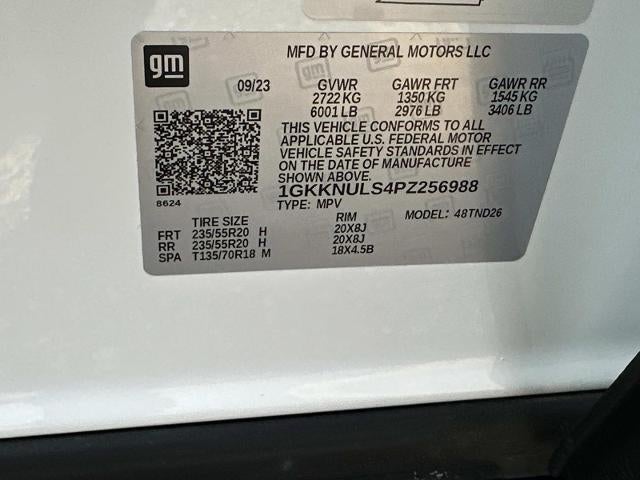 gm
MFD BY GENERAL MOTORS LLC
09/23 GVWR GAWR FRT GAWR RR
2722 KG 1350 KG 1545 KG
6001 LB 2976 LB 3406 LB
THIS VEHICLE CONFORMS TO ALL
APPLICABLE U.S. FEDERAL MOTOR
VEHICLE SAFETY STANDARDS IN EFFECT
ON THE DATE OF MANUFACTURE
SHOWN ABOVE.
1GKKNULS4PZ256988
8624
TYPE: MPV MODEL: 48TND26
TIRE SIZE RIM
FRT 235/55R20 H 20X8J
RR 235/55R20 H 20X8J
SPA T135/70R18 M 18X4.5B